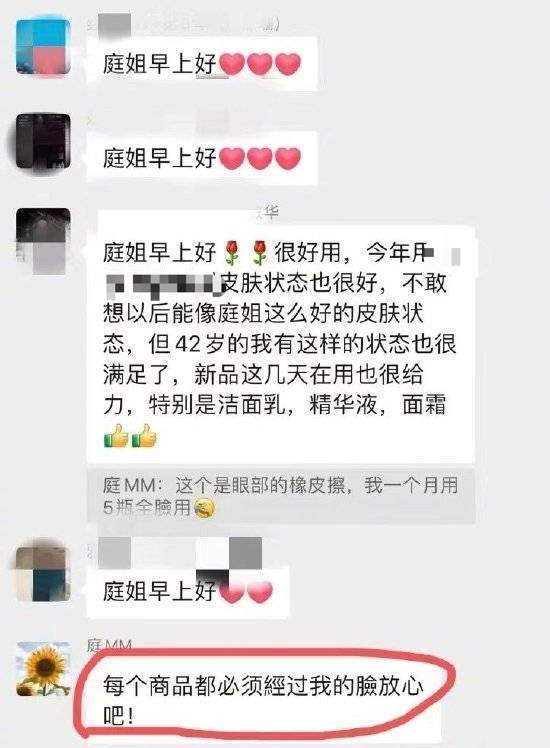 庭姐早上好❤❤❤
庭姐早上好❤❤❤
华
庭姐早上好🌹🌹很好用，今年用
皮肤状态也很好，不敢
想以后能像庭姐这么好的皮肤状
态，但42岁的我有这样的状态也很
满足了，新品这几天在用也很给
力，特别是洁面乳，精华液，面霜
👍👍
庭MM：这个是眼部的橡皮擦，我一个月用
5瓶全臉用
庭姐早上好❤❤
庭MM
每个商品都必须經过我的臉放心
吧！